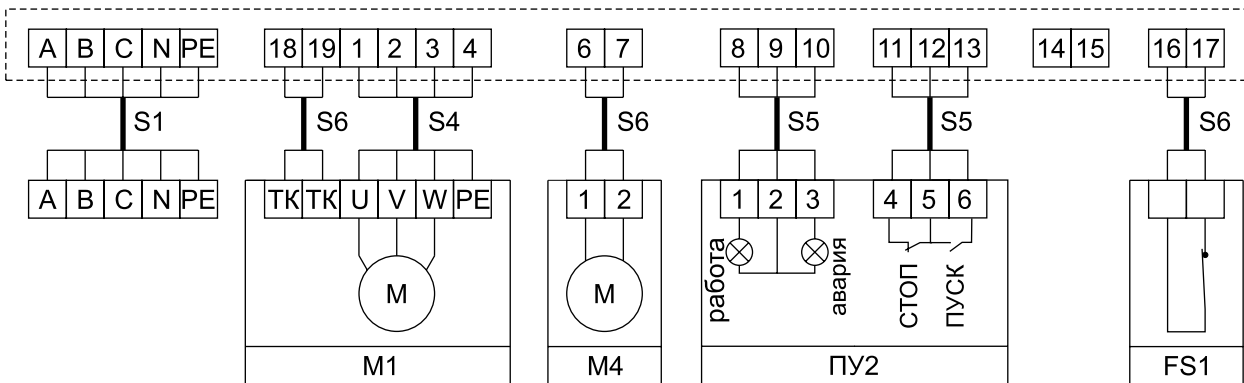 A B C N PE 18 19 1 2 3 4 6 7 8 9 10 11 12 13 14 15 16 17
S1 S6 S4 S6 S5 S5 S6
A B C N PE ТК ТК U V W PE 1 2 1 2 3 4 5 6
M M
работа
авария
СТОП
ПУСК
M1 M4 ПУ2 FS1